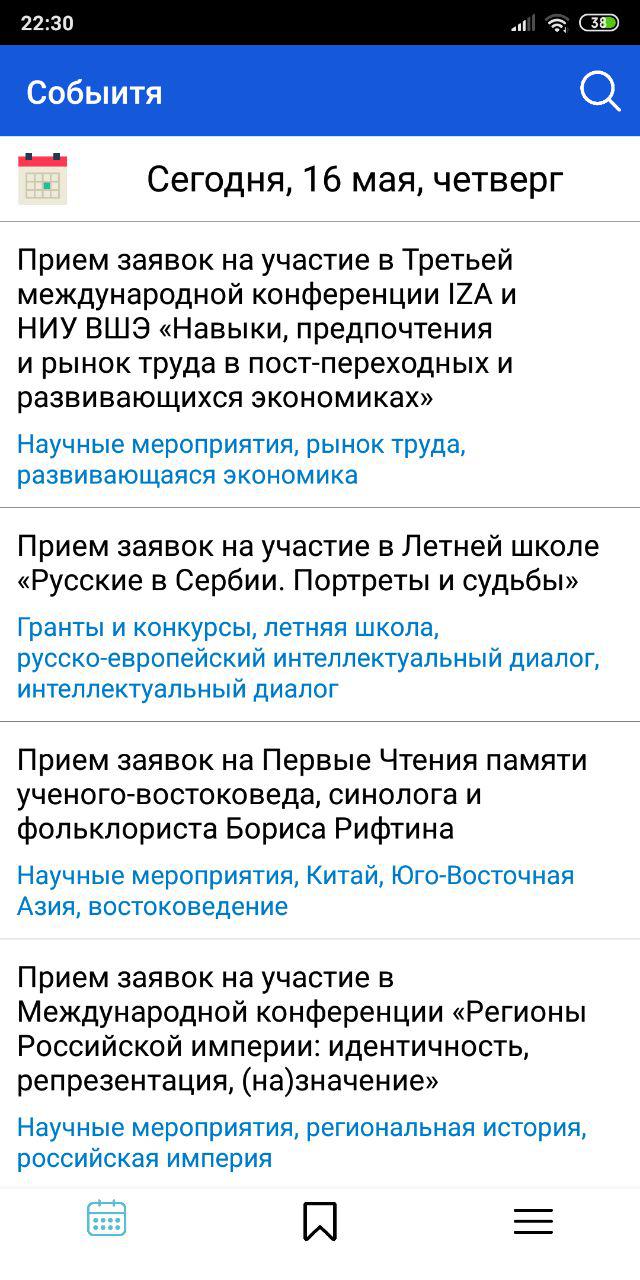 22:30
38
События
Сегодня, 16 мая, четверг
Прием заявок на участие в Третьей
международной конференции IZA и
НИУ ВШЭ «Навыки, предпочтения
и рынок труда в пост-переходных и
развивающихся экономиках»
Научные мероприятия, рынок труда,
развивающаяся экономика
Прием заявок на участие в Летней школе
«Русские в Сербии. Портреты и судьбы»
Гранты и конкурсы, летняя школа,
русско-европейский интеллектуальный диалог,
интеллектуальный диалог
Прием заявок на Первые Чтения памяти
ученого-востоковеда, синолога и
фольклориста Бориса Рифтина
Научные мероприятия, Китай, Юго-Восточная
Азия, востоковедение
Прием заявок на участие в
Международной конференции «Регионы
Российской империи: идентичность,
репрезентация, (на)значение»
Научные мероприятия, региональная история,
российская империя